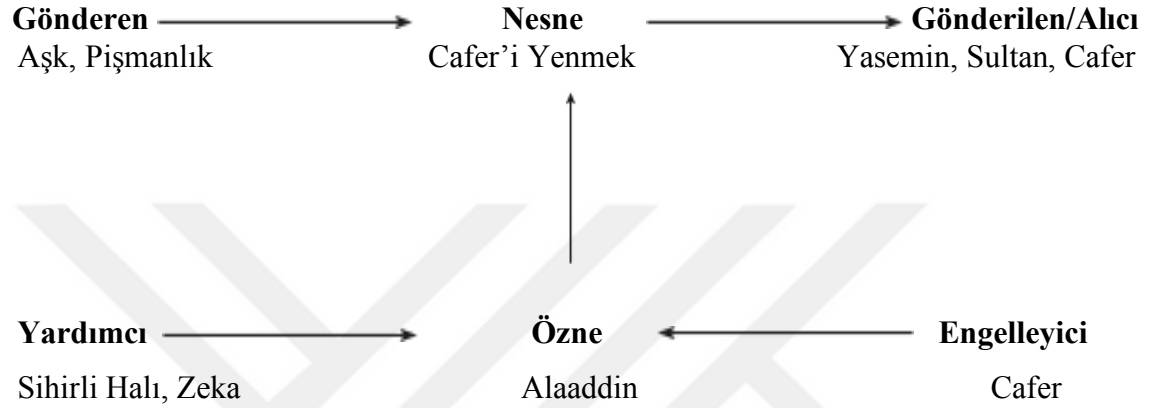 Gönderen Nesne Gönderilen/Alıcı
Aşk, Pişmanlık Cafer’i Yenmek Yasemin, Sultan, Cafer
Yardımcı Özne Engelleyici
Sihirli Halı, Zeka Alaaddin Cafer